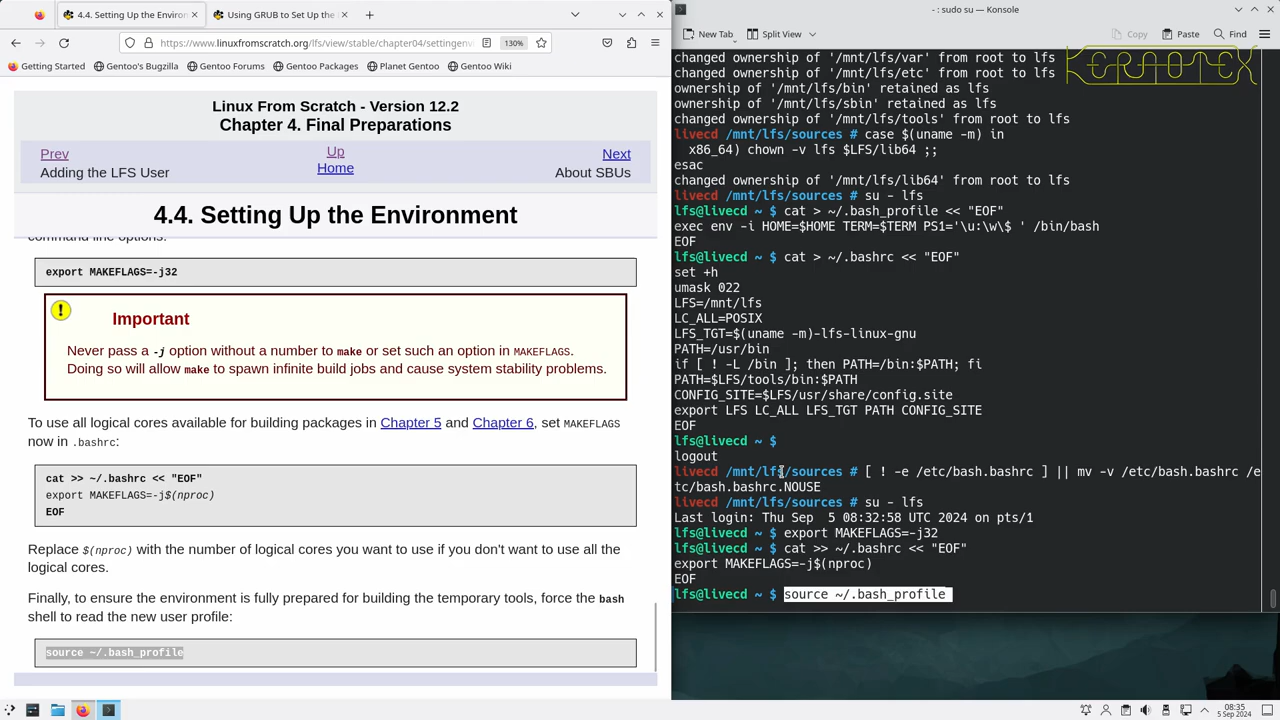 4.4. Setting Up the Environ
Using GRUB to Set Up the
https://www.linuxfromscratch.org/lfs/view/stable/chapter04/settingenv
130%
Getting Started
Gentoo's Bugzilla
Gentoo Forums
Gentoo Packages
Planet Gentoo
Gentoo Wiki
Linux From Scratch - Version 12.2
Chapter 4. Final Preparations
Prev
Up
Next
Adding the LFS User
Home
About SBUs
4.4. Setting Up the Environment
command line options:
export MAKEFLAGS=-j32
Important
Never pass a -j option without a number to make or set such an option in MAKEFLAGS.
Doing so will allow make to spawn infinite build jobs and cause system stability problems.
To use all logical cores available for building packages in Chapter 5 and Chapter 6, set MAKEFLAGS
now in .bashrc:
cat >> ~/.bashrc << "EOF"
export MAKEFLAGS=-j$(nproc)
EOF
Replace $(nproc) with the number of logical cores you want to use if you don't want to use all the
logical cores.
Finally, to ensure the environment is fully prepared for building the temporary tools, force the bash
shell to read the new user profile:
source ~/.bash_profile
- : sudo su — Konsole
New Tab
Split View
Copy
Paste
Find
KERNOTEX
changed ownership of '/mnt/lfs/var' from root to lfs
changed ownership of '/mnt/lfs/etc' from root to lfs
ownership of '/mnt/lfs/bin' retained as lfs
ownership of '/mnt/lfs/sbin' retained as lfs
changed ownership of '/mnt/lfs/tools' from root to lfs
livecd /mnt/lfs/sources # case $(uname -m) in
x86_64) chown -v lfs $LFS/lib64 ;;
esac
changed ownership of '/mnt/lfs/lib64' from root to lfs
livecd /mnt/lfs/sources # su - lfs
lfs@livecd ~ $ cat > ~/.bash_profile << "EOF"
exec env -i HOME=$HOME TERM=$TERM PS1='\u:\w\$ ' /bin/bash
EOF
lfs@livecd ~ $ cat > ~/.bashrc << "EOF"
set +h
umask 022
LFS=/mnt/lfs
LC_ALL=POSIX
LFS_TGT=$(uname -m)-lfs-linux-gnu
PATH=/usr/bin
if [ ! -L /bin ]; then PATH=/bin:$PATH; fi
PATH=$LFS/tools/bin:$PATH
CONFIG_SITE=$LFS/usr/share/config.site
export LFS LC_ALL LFS_TGT PATH CONFIG_SITE
EOF
lfs@livecd ~ $
logout
livecd /mnt/lfs/sources # [ ! -e /etc/bash.bashrc ] || mv -v /etc/bash.bashrc /e
tc/bash.bashrc.NOUSE
livecd /mnt/lfs/sources # su - lfs
Last login: Thu Sep  5 08:32:58 UTC 2024 on pts/1
lfs@livecd ~ $ export MAKEFLAGS=-j32
lfs@livecd ~ $ cat >> ~/.bashrc << "EOF"
export MAKEFLAGS=-j$(nproc)
EOF
lfs@livecd ~ $ source ~/.bash_profile
08:35
5 Sep 2024